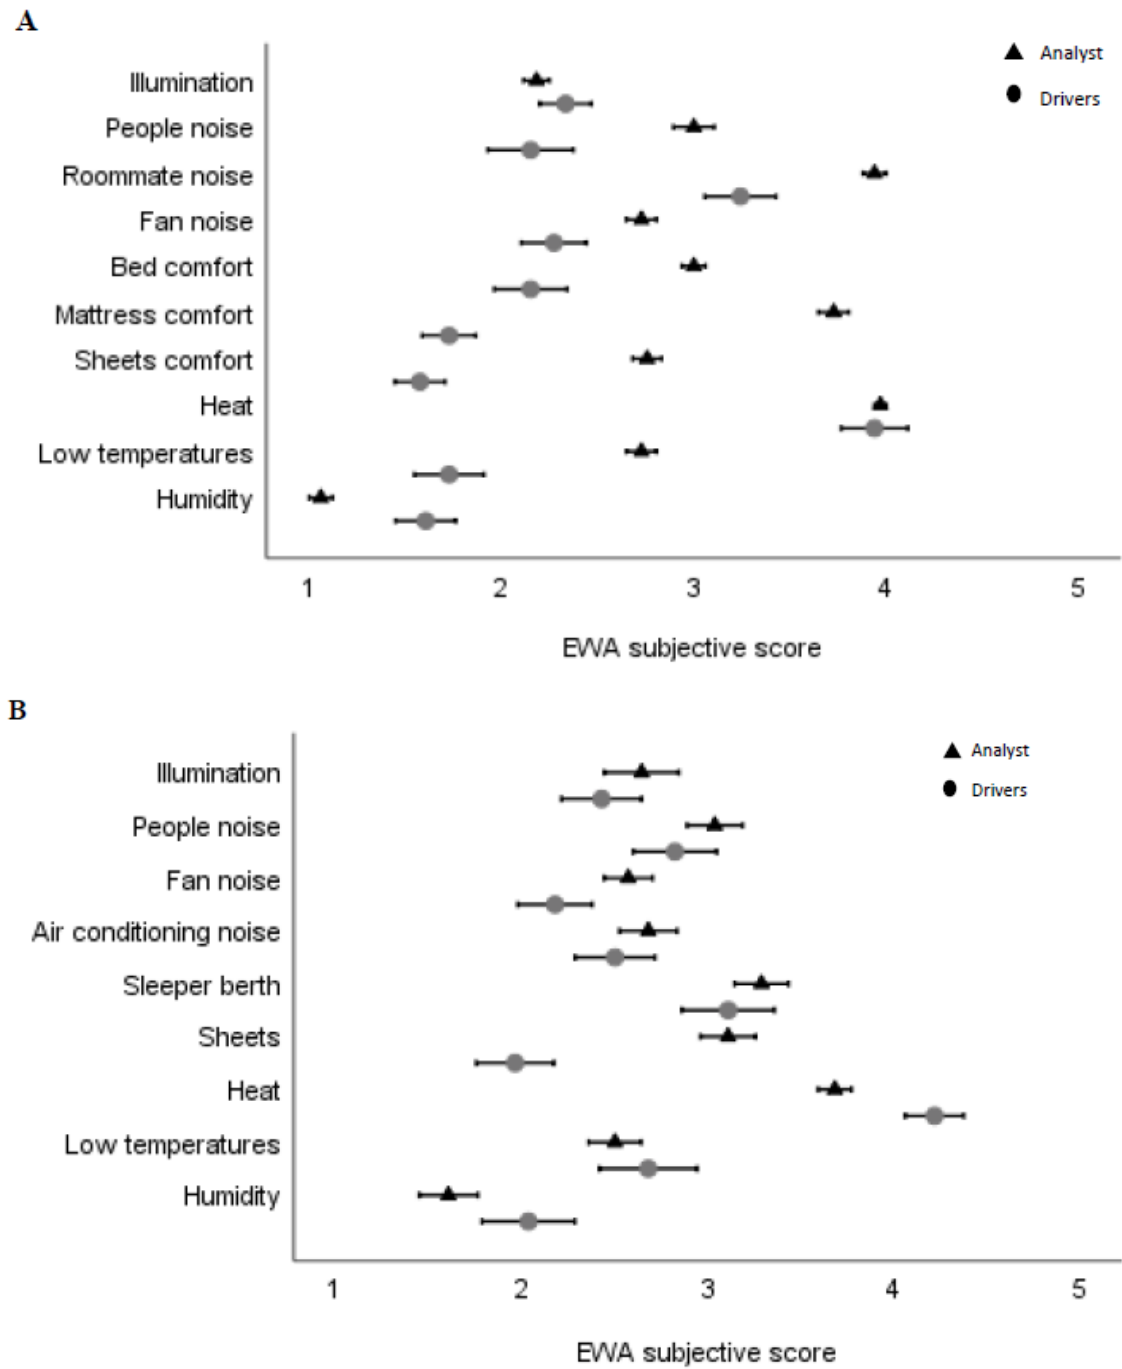 A
Analyst
Drivers
Illumination
People noise
Roommate noise
Fan noise
Bed comfort
Mattress comfort
Sheets comfort
Heat
Low temperatures
Humidity
1 2 3 4 5
EWA subjective score
B
Analyst
Drivers
Illumination
People noise
Fan noise
Air conditioning noise
Sleeper berth
Sheets
Heat
Low temperatures
Humidity
1 2 3 4 5
EWA subjective score